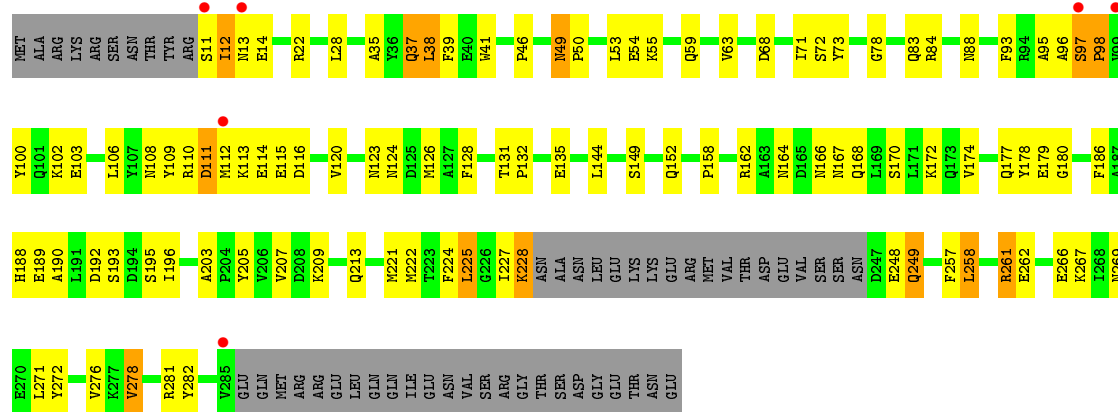 MET ALA ARG LYS ARG SER ASN THR TYR ARG S11 I12 N13 E14 R22 L28 A35 Y36 Q37 L38 F39 E40 W41 P46 N49 P50 L53 E54 K55 Q59 V63 D68 I71 S72 Y73 G78 Q83 R84 N88 F93 R94 A95 A96 S97 P98 V99
Y100 Q101 K102 E103 L106 Y107 N108 Y109 R110 D111 M112 K113 E114 E115 D116 V120 N123 N124 D125 M126 A127 F128 T131 P132 E135 L144 S149 Q152 P158 R162 A163 N164 D165 N166 N167 Q168 L169 S170 L171 K172 Q173 V174 Q177 Y178 E179 G180 F186 A187
H188 E189 A190 L191 D192 S193 D194 S195 I196 A203 P204 Y205 V206 V207 D208 K209 Q213 M221 M222 T223 F224 L225 G226 I227 K228 ASN ALA ASN LEU GLU LYS LYS GLU ARG MET VAL THR ASP GLU VAL SER SER ASN D247 E248 Q249 F257 L258 R261 E262 E266 K267 I268 N269
E270 L271 Y272 V276 K277 V278 R281 Y282 V285 GLU GLN MET ARG ARG GLU LEU GLN GLN ILE GLU ASN VAL SER ARG GLY THR SER ASP GLY GLU THR ASN GLU